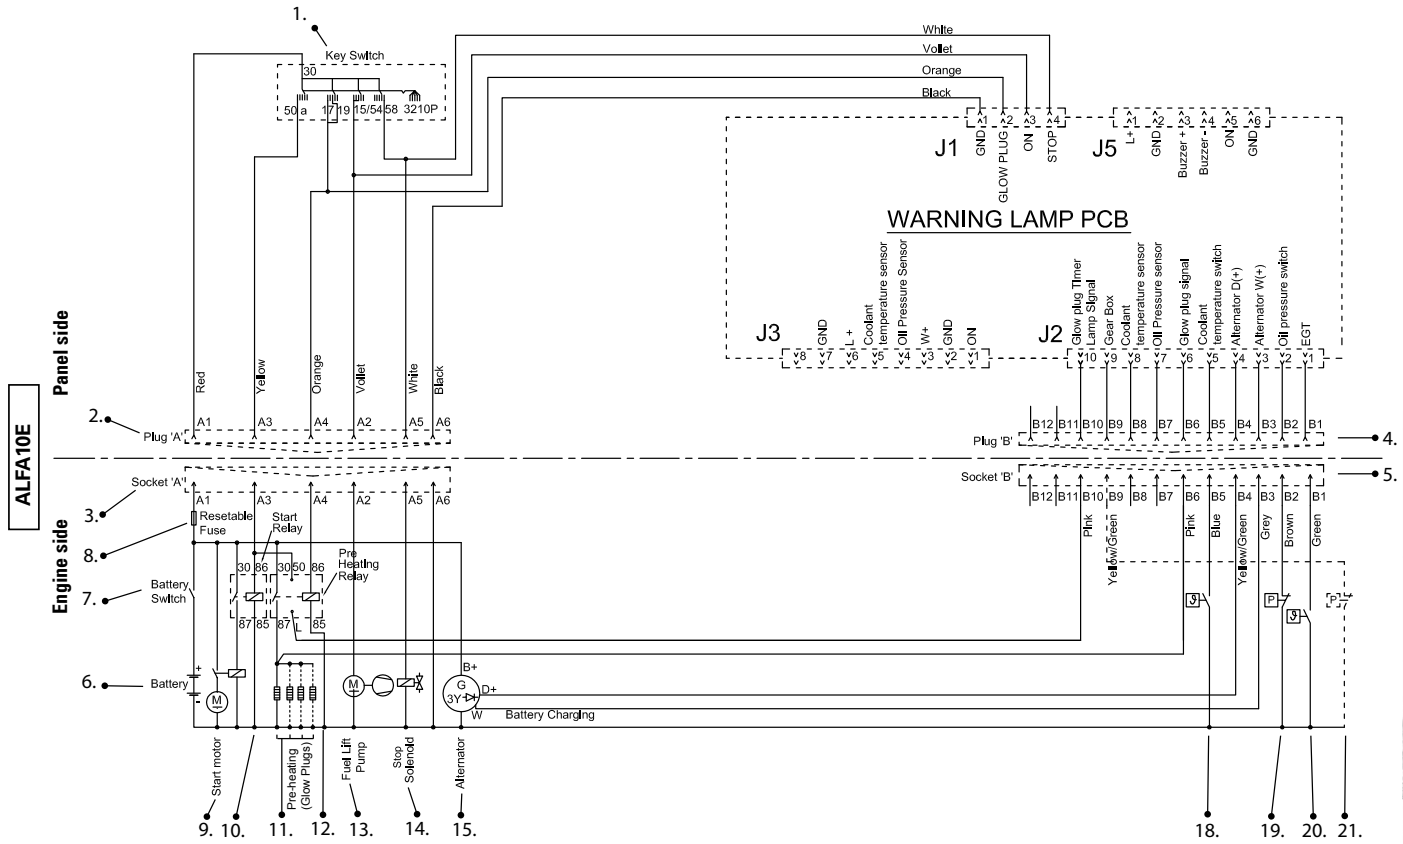 1.
Key Switch
30
50 a
17
19
15/54
58
3210P
White
Vollet
Orange
Black
1
2
3
4
GND
GLOW PLUG
ON
STOP
J1
J5
1
2
3
4
5
6
L+
GND
Buzzer +
Buzzer -
ON
GND
WARNING LAMP PCB
J3
8
7
6
5
4
3
2
1
GND
L +
Coolant
temperature sensor
Oil Pressure Sensor
W+
GND
ON
J2
Glow plug Timer
Lamp Signal
Gear Box
Coolant
temperature sensor
Oil Pressure sensor
Glow plug signal
Coolant
temperature switch
Alternator D(+)
Alternator W(+)
Oil pressure switch
EGT
10
9
8
7
6
5
4
3
2
1
ALFA10E
Panel side
Engine side
Red
Yellow
Orange
Vollet
White
Black
2.
Plug 'A'
A1
A3
A4
A2
A5
A6
Plug 'B'
B12
B11
B10
B9
B8
B7
B6
B5
B4
B3
B2
B1
4.
Socket 'A'
3.
A1
A3
A4
A2
A5
A6
Socket 'B'
B12
B11
B10
B9
B8
B7
B6
B5
B4
B3
B2
B1
5.
Pink
Yellow/Green
Pink
Blue
Yellow/Green
Grey
Brown
Green
8.
Resetable
Fuse
Start
Relay
Pre
Heating
Relay
30
86
30
50
86
7.
Battery
Switch
87
85
87
L
85
6.
Battery
+
-
M
M
B+
G
3Y
D+
W
Battery Charging
ϑ
P
ϑ
P
Start motor
Pre-heating
(Glow Plugs)
Fuel Lift
Pump
Stop
Solenoid
Alternator
9.
10.
11.
12.
13.
14.
15.
18.
19.
20.
21.